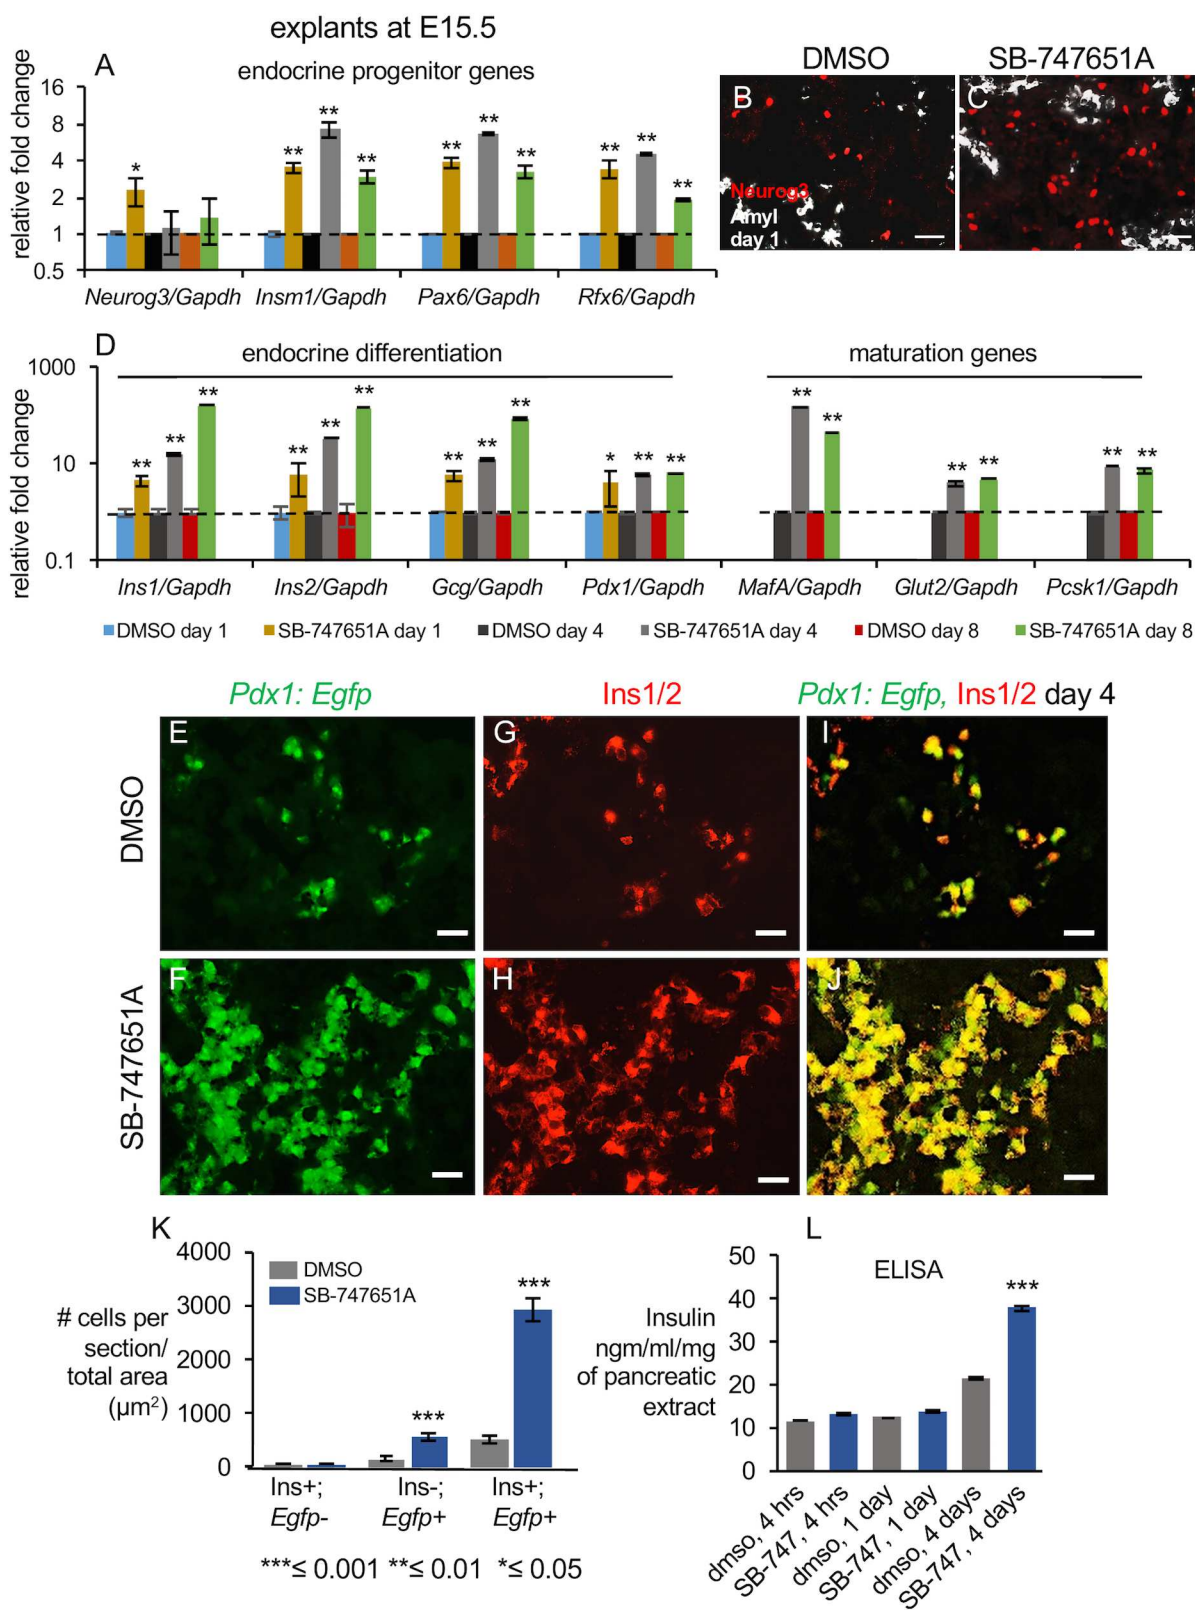 explants at E15.5
A
endocrine progenitor genes
relative fold change
16
8
4
2
1
0.5
*
** ** **
** ** **
** ** **
Neurog3/Gapdh Insm1/Gapdh Pax6/Gapdh Rfx6/Gapdh
DMSO SB-747651A
B
Neurog3
Amyl
day 1
C
D
endocrine differentiation maturation genes
relative fold change
1000
10
0.1
** ** **
** ** **
** ** **
* ** **
** **
** **
** **
Ins1/Gapdh Ins2/Gapdh Gcg/Gapdh Pdx1/Gapdh MafA/Gapdh Glut2/Gapdh Pcsk1/Gapdh
DMSO day 1 SB-747651A day 1 DMSO day 4 SB-747651A day 4 DMSO day 8 SB-747651A day 8
Pdx1: Egfp Ins1/2 Pdx1: Egfp, Ins1/2 day 4
DMSO
E G I
SB-747651A
F H J
K
4000
3000
2000
1000
0
# cells per
section/
total area
(µm²)
DMSO
SB-747651A
***
***
Ins+; Ins-; Ins+;
Egfp- Egfp+ Egfp+
***≤ 0.001 **≤ 0.01 *≤ 0.05
L
ELISA
50
40
30
20
10
0
Insulin
ngm/ml/mg
of pancreatic
extract
***
dmso, 4 hrs
SB-747, 4 hrs
dmso, 1 day
SB-747, 1 day
dmso, 4 days
SB-747, 4 days